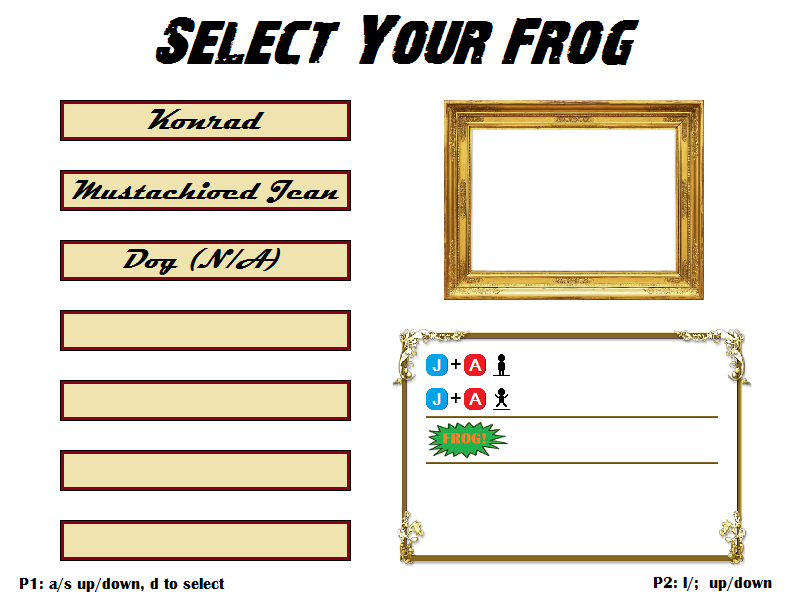 SELECT YOUR FROG
Konrad
Mustachioed Jean
Dog (N/A)
J + A
J + A
FROG!
P1: a/s up/down, d to select
P2: l/;  up/down